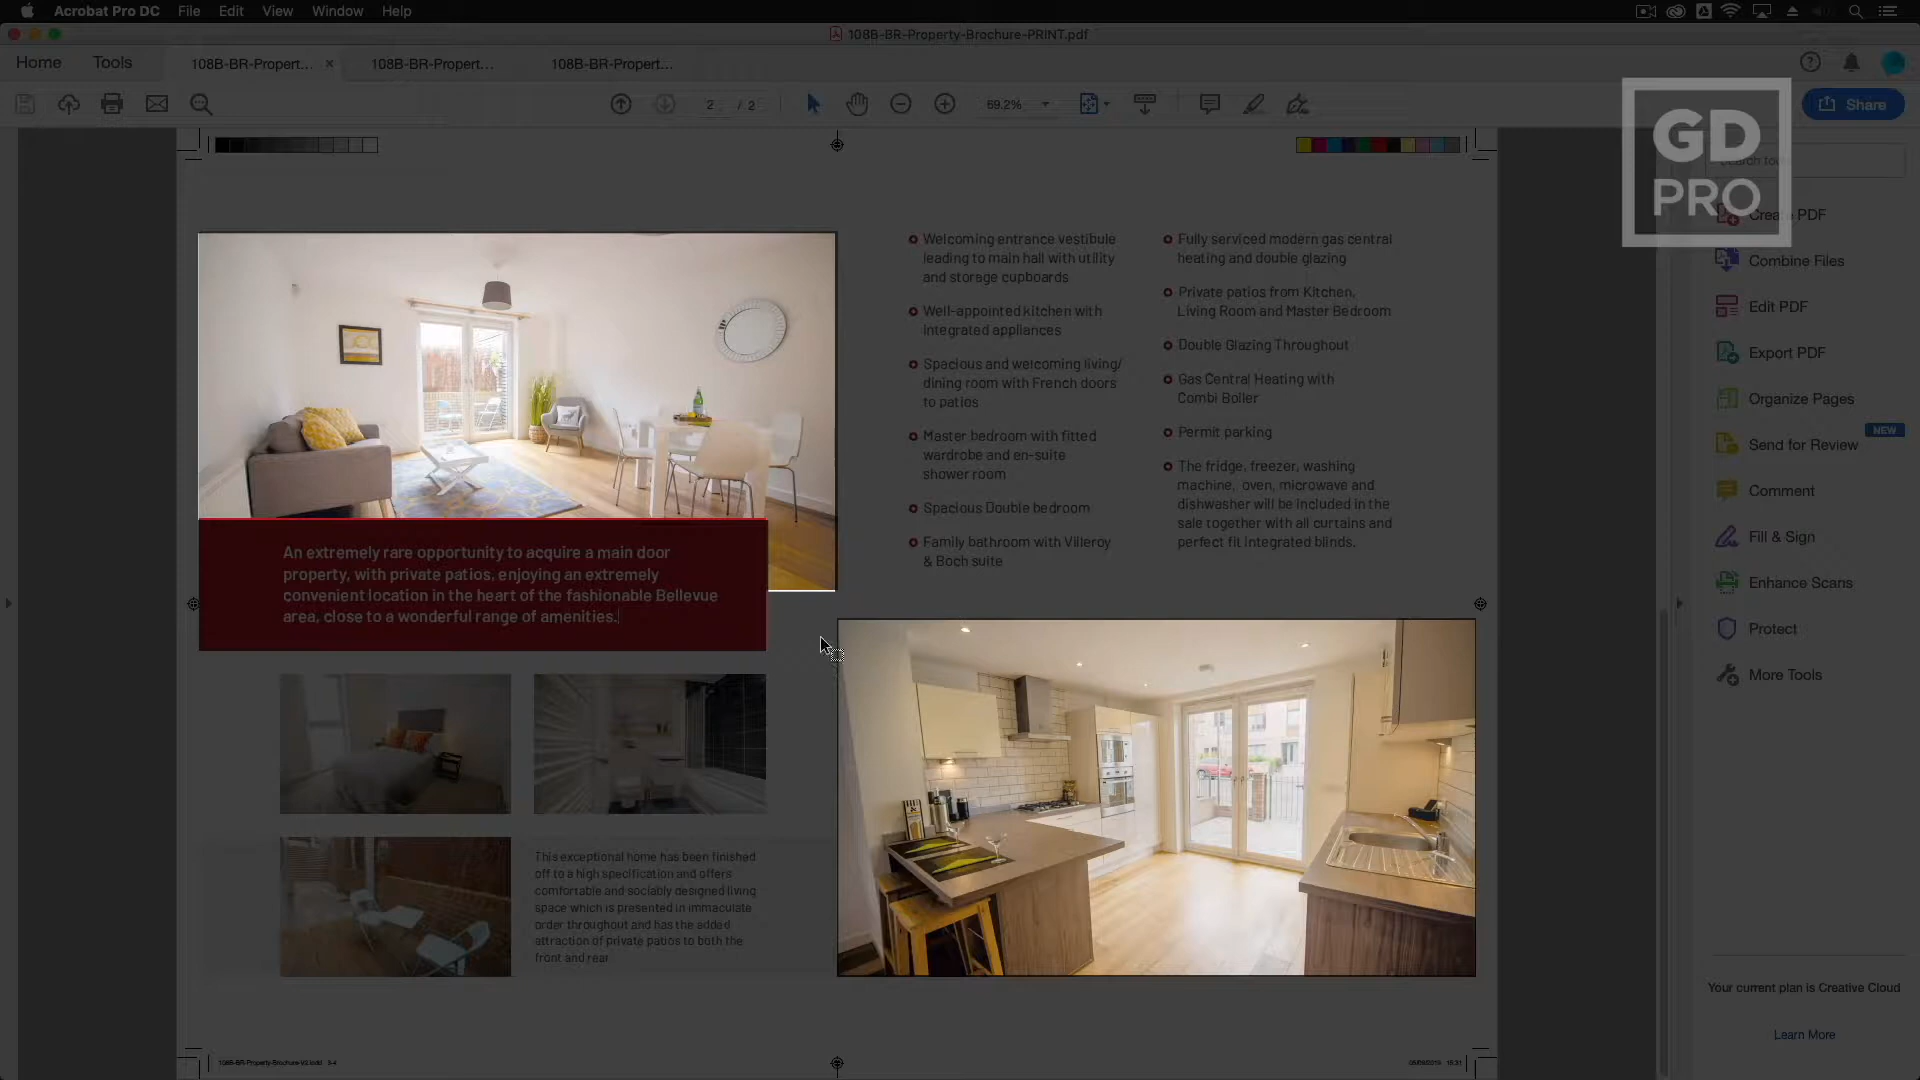 Acrobat Pro DC File Edit View Window Help
108B-BR-Property-Brochure-PRINT.pdf
Home Tools 108B-BR-Propert... × 108B-BR-Propert... 108B-BR-Propert...
2 / 2 69.2% Share
GD
PRO
Search tools
Create PDF
Combine Files
Edit PDF
Export PDF
Organize Pages
Send for Review NEW
Comment
Fill & Sign
Enhance Scans
Protect
More Tools
Your current plan is Creative Cloud
Learn More
Welcoming entrance vestibule
leading to main hall with utility
and storage cupboards
Well-appointed kitchen with
integrated appliances
Spacious and welcoming living/
dining room with French doors
to patios
Master bedroom with fitted
wardrobe and en-suite
shower room
Spacious Double bedroom
Family bathroom with Villeroy
& Boch suite
Fully serviced modern gas central
heating and double glazing
Private patios from Kitchen,
Living Room and Master Bedroom
Double Glazing Throughout
Gas Central Heating with
Combi Boiler
Permit parking
The fridge, freezer, washing
machine, oven, microwave and
dishwasher will be included in the
sale together with all curtains and
perfect fit integrated blinds.
An extremely rare opportunity to acquire a main door
property, with private patios, enjoying an extremely
convenient location in the heart of the fashionable Bellevue
area, close to a wonderful range of amenities.
This exceptional home has been finished
off to a high specification and offers
comfortable and sociably designed living
space which is presented in immaculate
order throughout and has the added
attraction of private patios to both the
front and rear